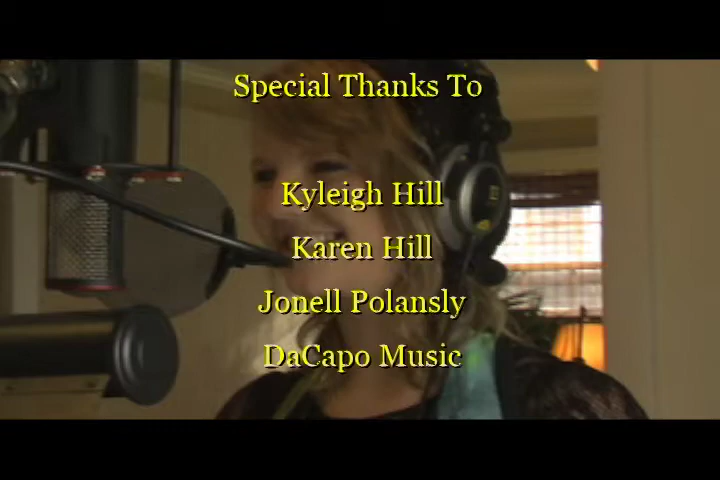 Special Thanks To
Kyleigh Hill
Karen Hill
Jonell Polansly
DaCapo Music